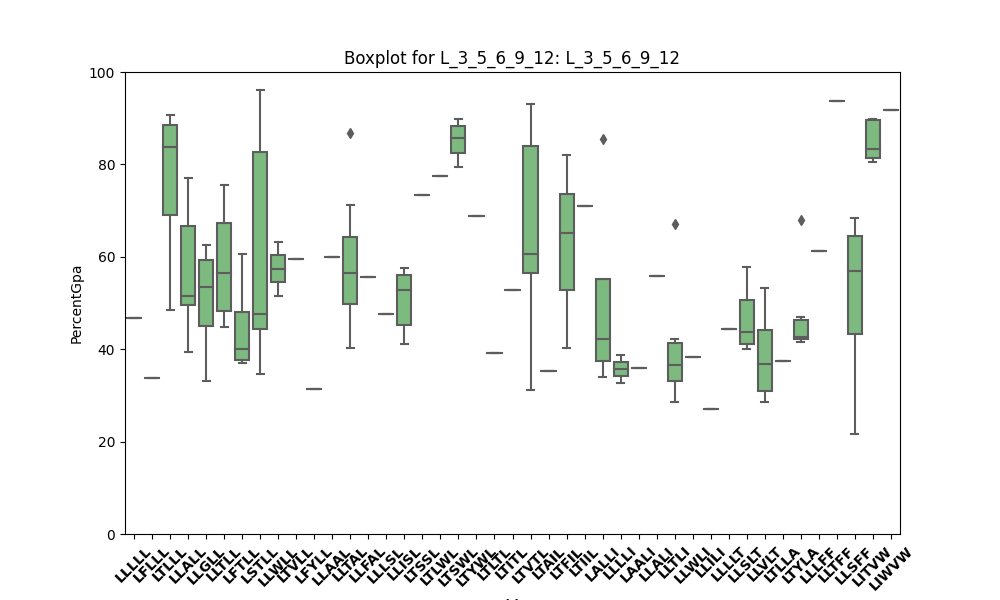 Boxplot for L_3_5_6_9_12: L_3_5_6_9_12
PercentGpa
100
80
60
40
20
0
LLLLL LFLLL LTLLL LLALL LLGLL LLTLL LFTLL LSTLL LLWLL LTVLL LFYLL LLAAL LLTAL LLFAL LLLSL LLISL LTSSL LTLWL LTSWL LTYWL LTLTL LTITL LTVTL LTAIL LTFIL LTIIL LALLI LLLLI LAALI LLALI LLTLI LLWLI LLILI LLLLT LLSLT LLVLT LTLLA LTYLA LLLFF LLTFF LLSFF LITVW LIWVW